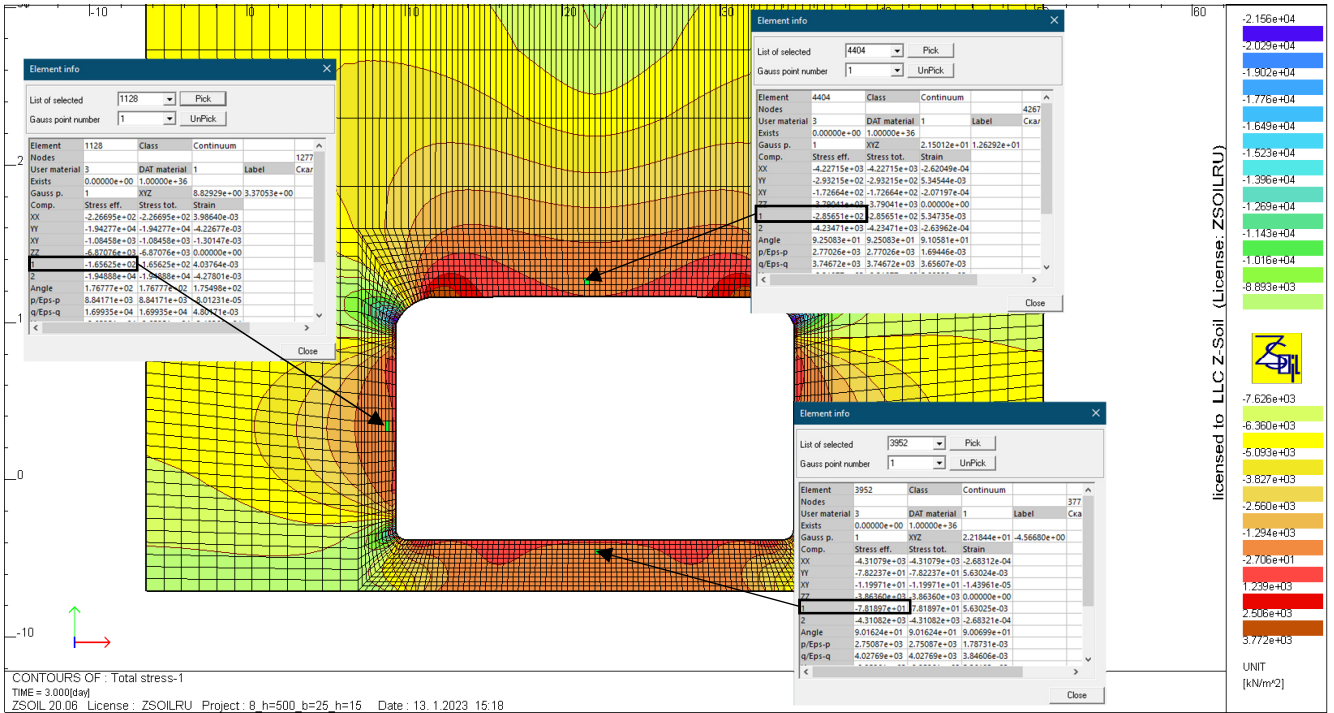 -10
0
10
20
30
60
2
1
0
-10
Element info
List of selected 1128 Pick
Gauss point number 1 UnPick
Element 1128 Class Continuum
Nodes 1277
User material 3 DAT material 1 Label Скал
Exists 0.00000e+00 1.00000e+36
Gauss p. 1 XYZ 8.82929e+00 3.37053e+00
Comp. Stress eff. Stress tot. Strain
XX -2.26695e+02 -2.26695e+02 3.98640e-03
YY -1.94277e+04 -1.94277e+04 -4.22677e-03
XY -1.08458e+03 -1.08458e+03 -1.30147e-03
ZZ -6.87076e+03 -6.87076e+03 0.00000e+00
1 -1.65625e+02 -1.65625e+02 4.03764e-03
2 -1.94888e+04 -1.94888e+04 -4.27801e-03
Angle 1.76777e+02 1.76777e+02 1.75498e+02
p/Eps-p 8.84171e+03 8.84171e+03 -8.01231e-05
q/Eps-q 1.69935e+04 1.69935e+04 4.80171e-03
Close
Element info
List of selected 4404 Pick
Gauss point number 1 UnPick
Element 4404 Class Continuum
Nodes 4267
User material 3 DAT material 1 Label Скал
Exists 0.00000e+00 1.00000e+36
Gauss p. 1 XYZ 2.15012e+01 1.26292e+01
Comp. Stress eff. Stress tot. Strain
XX -4.22715e+03 -4.22715e+03 -2.62049e-04
YY -2.93215e+02 -2.93215e+02 5.34544e-03
XY -1.72664e+02 -1.72664e+02 -2.07197e-04
ZZ -3.79041e+03 -3.79041e+03 0.00000e+00
1 -2.85651e+02 -2.85651e+02 5.34735e-03
2 -4.23471e+03 -4.23471e+03 -2.63962e-04
Angle 9.25083e+01 9.25083e+01 9.10581e+01
p/Eps-p 2.77026e+03 2.77026e+03 1.69446e-03
q/Eps-q 3.74672e+03 3.74672e+03 3.65607e-03
Close
Element info
List of selected 3952 Pick
Gauss point number 1 UnPick
Element 3952 Class Continuum
Nodes 377
User material 3 DAT material 1 Label Ска
Exists 0.00000e+00 1.00000e+36
Gauss p. 1 XYZ 2.21844e+01 -4.56680e+00
Comp. Stress eff. Stress tot. Strain
XX -4.31079e+03 -4.31079e+03 -2.68312e-04
YY -7.82237e+01 -7.82237e+01 5.63024e-03
XY -1.19971e+01 -1.19971e+01 -1.43961e-05
ZZ -3.86360e+03 -3.86360e+03 0.00000e+00
1 -7.81897e+01 -7.81897e+01 5.63025e-03
2 -4.31082e+03 -4.31082e+03 -2.68321e-04
Angle 9.01624e+01 9.01624e+01 9.00699e+01
p/Eps-p 2.75087e+03 2.75087e+03 1.78731e-03
q/Eps-q 4.02769e+03 4.02769e+03 3.84606e-03
Close
licensed to LLC Z-Soil (License: ZSOILRU)
-2.156e+04
-2.029e+04
-1.902e+04
-1.776e+04
-1.649e+04
-1.523e+04
-1.396e+04
-1.269e+04
-1.143e+04
-1.016e+04
-8.893e+03
ZSoil
-7.626e+03
-6.360e+03
-5.093e+03
-3.827e+03
-2.560e+03
-1.294e+03
-2.706e+01
1.239e+03
2.506e+03
3.772e+03
UNIT
[kN/m^2]
CONTOURS OF : Total stress-1
TIME = 3.000[day]
ZSOIL 20.06 License : ZSOILRU Project : 8_h=500_b=25_h=15 Date : 13. 1.2023 15:18